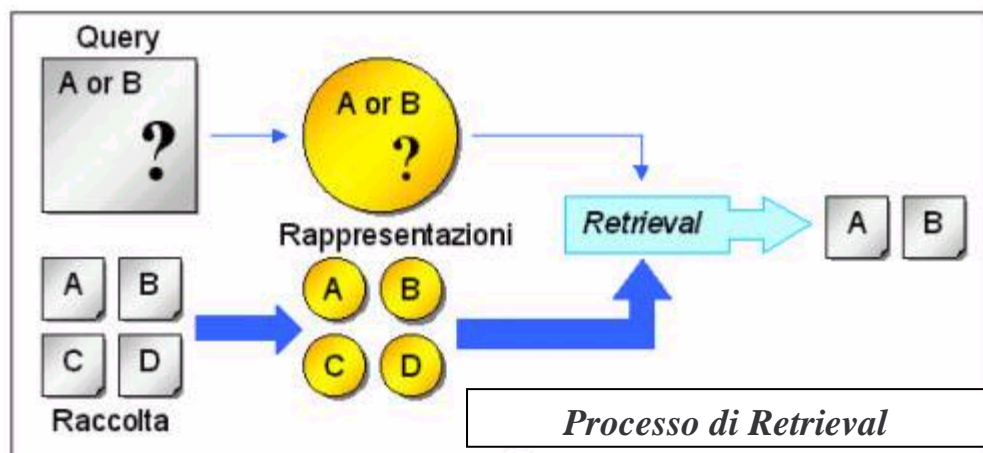 Query
A or B
?
A or B
?
Rappresentazioni
Retrieval
A B
A B
A B
C D
C D
Raccolta
Processo di Retrieval